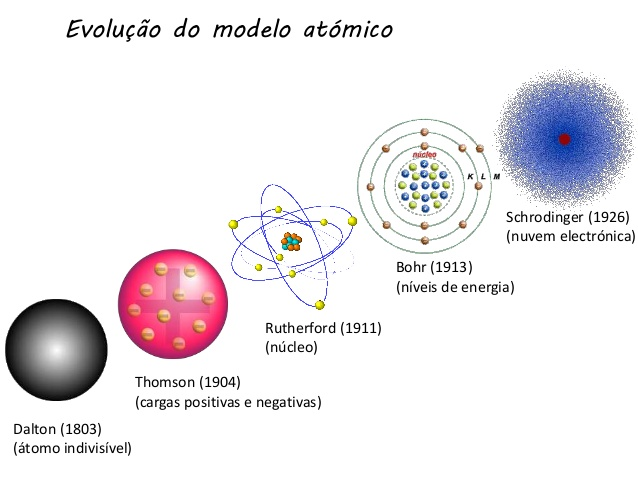 Evolução do modelo atómico
núcleo
K L M
Schrodinger (1926)
(nuvem electrónica)
Bohr (1913)
(níveis de energia)
Rutherford (1911)
(núcleo)
Thomson (1904)
(cargas positivas e negativas)
Dalton (1803)
(átomo indivisível)